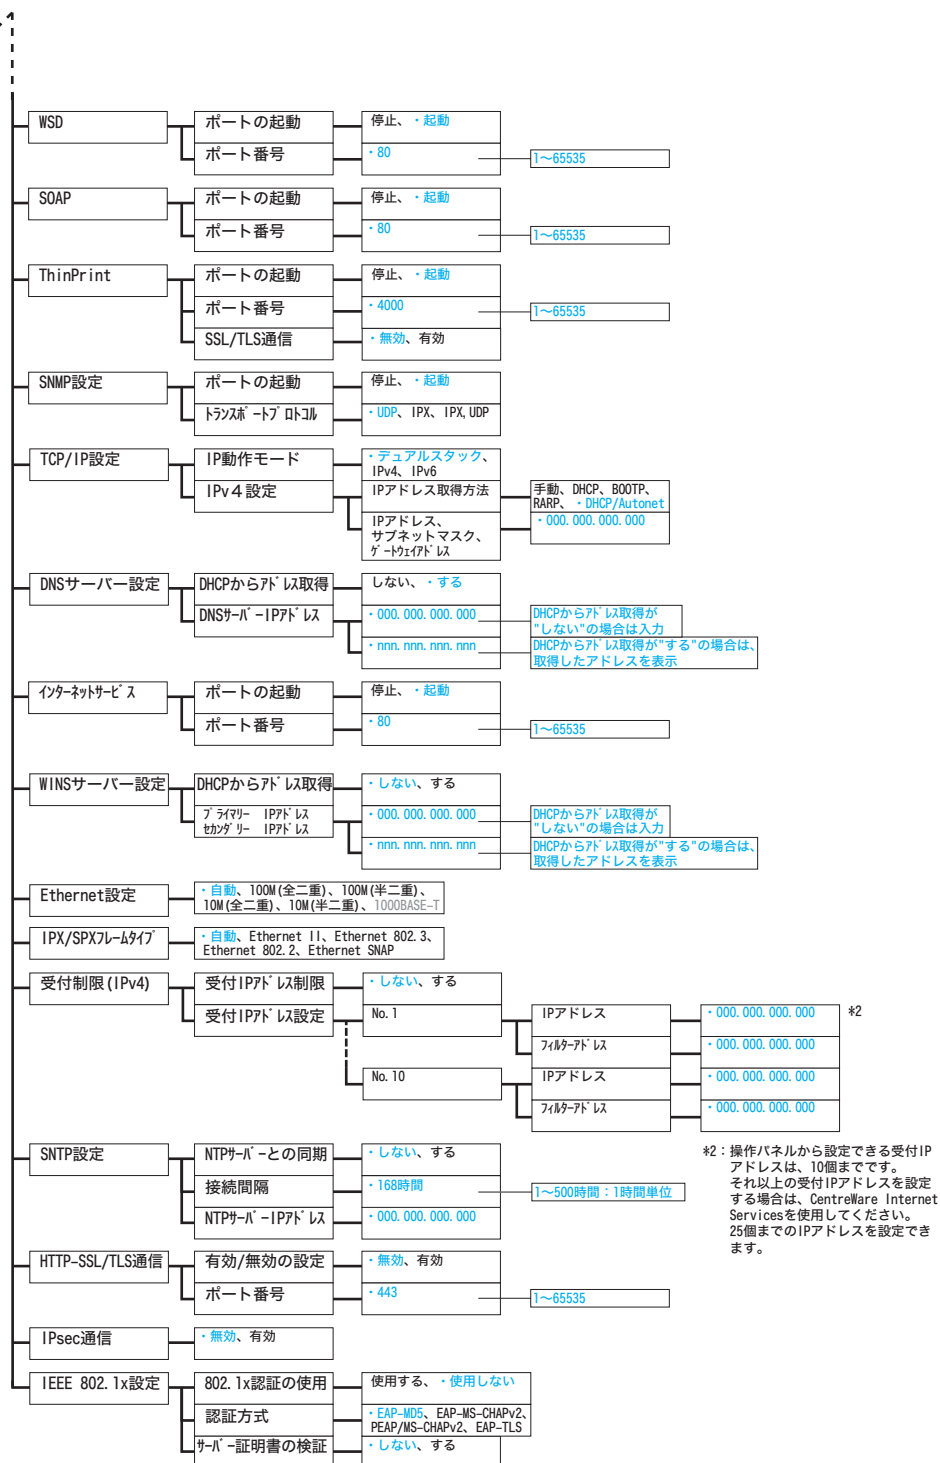 WSD
ポートの起動
停止、・起動
ポート番号
・80
1～65535
SOAP
ポートの起動
停止、・起動
ポート番号
・80
1～65535
ThinPrint
ポートの起動
停止、・起動
ポート番号
・4000
1～65535
SSL/TLS通信
・無効、有効
SNMP設定
ポートの起動
停止、・起動
トランスポートプロトコル
・UDP、IPX、IPX,UDP
TCP/IP設定
IP動作モード
・デュアルスタック、
IPv4、IPv6
IPv4設定
IPアドレス取得方法
手動、DHCP、BOOTP、
RARP、・DHCP/Autonet
IPアドレス、
サブネットマスク、
ゲートウェイアドレス
・000.000.000.000
DNSサーバー設定
DHCPからアドレス取得
しない、・する
DNSサーバーIPアドレス
・000.000.000.000
DHCPからアドレス取得が
"しない"の場合は入力
・nnn.nnn.nnn.nnn
DHCPからアドレス取得が"する"の場合は、
取得したアドレスを表示
インターネットサービス
ポートの起動
停止、・起動
ポート番号
・80
1～65535
WINSサーバー設定
DHCPからアドレス取得
・しない、する
プライマリー IPアドレス
セカンダリー IPアドレス
・000.000.000.000
DHCPからアドレス取得が
"しない"の場合は入力
・nnn.nnn.nnn.nnn
DHCPからアドレス取得が"する"の場合は、
取得したアドレスを表示
Ethernet設定
・自動、100M(全二重)、100M(半二重)、
10M(全二重)、10M(半二重)、1000BASE-T
IPX/SPXフレームタイプ
・自動、Ethernet II、Ethernet 802.3、
Ethernet 802.2、Ethernet SNAP
受付制限(IPv4)
受付IPアドレス制限
・しない、する
受付IPアドレス設定
No.1
IPアドレス
・000.000.000.000
*2
フィルターアドレス
・000.000.000.000
No.10
IPアドレス
・000.000.000.000
フィルターアドレス
・000.000.000.000
*2：操作パネルから設定できる受付IP
アドレスは、10個までです。
それ以上の受付IPアドレスを設定
する場合は、CentreWare Internet
Servicesを使用してください。
25個までのIPアドレスを設定でき
ます。
SNTP設定
NTPサーバーとの同期
・しない、する
接続間隔
・168時間
1～500時間：1時間単位
NTPサーバーIPアドレス
・000.000.000.000
HTTP-SSL/TLS通信
有効/無効の設定
・無効、有効
ポート番号
・443
1～65535
IPsec通信
・無効、有効
IEEE 802.1x設定
802.1x認証の使用
使用する、・使用しない
認証方式
・EAP-MD5、EAP-MS-CHAPv2、
PEAP/MS-CHAPv2、EAP-TLS
サーバー証明書の検証
・しない、する